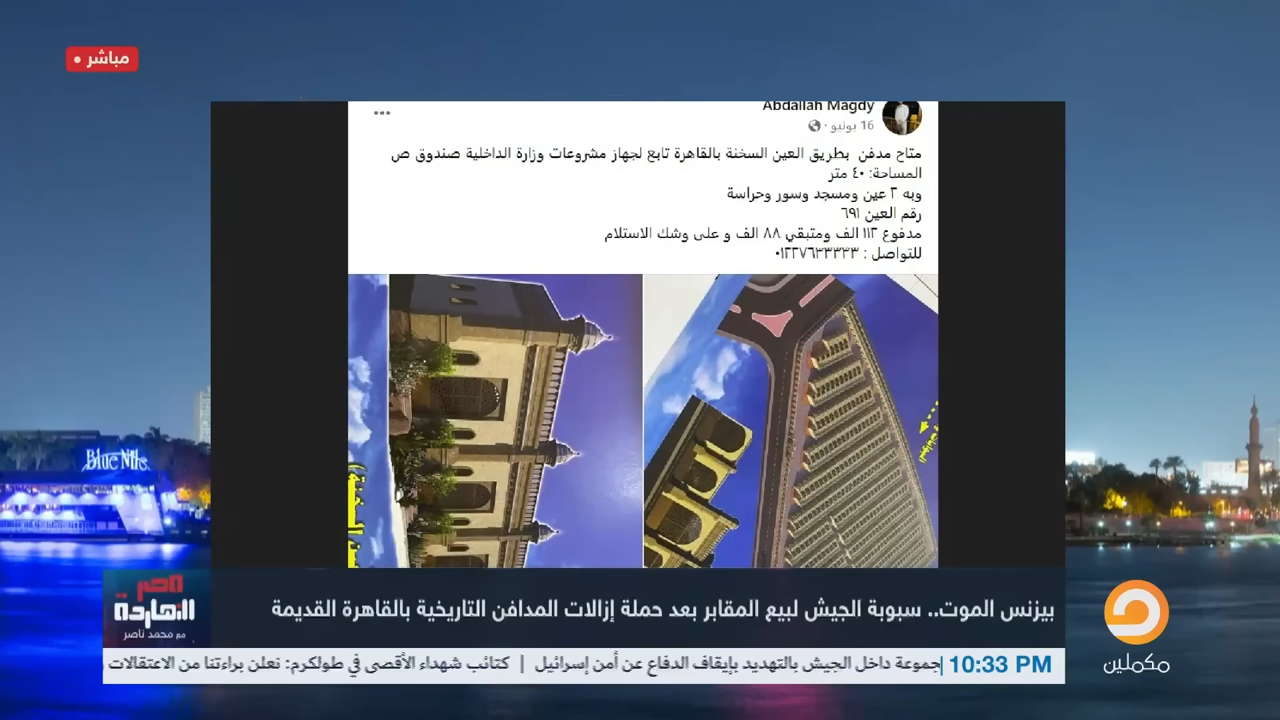 مباشر
Abdallah Magdy
16 يونيو
متاح مدفن بطريق العين السخنة بالقاهرة تابع لجهاز مشروعات وزارة الداخلية صندوق ص
المساحة: ٤٠ متر
وبه ٢ عين ومسجد وسور وحراسة
رقم العين ٦٩١
مدفوع ١١٢ الف ومتبقي ٨٨ الف و على وشك الاستلام
للتواصل : ٠١٢٢٧٦٣٣٣٣٣
Blue Nile
مصر النهاردة
مع محمد ناصر
بيزنس الموت.. سبوبة الجيش لبيع المقابر بعد حملة إزالات المدافن التاريخية بالقاهرة القديمة
مكملين
10:33 PM
جموعة داخل الجيش بالتهديد بإيقاف الدفاع عن أمن إسرائيل | كتائب شهداء الأقصى في طولكرم: نعلن براءتنا من الاعتقالات